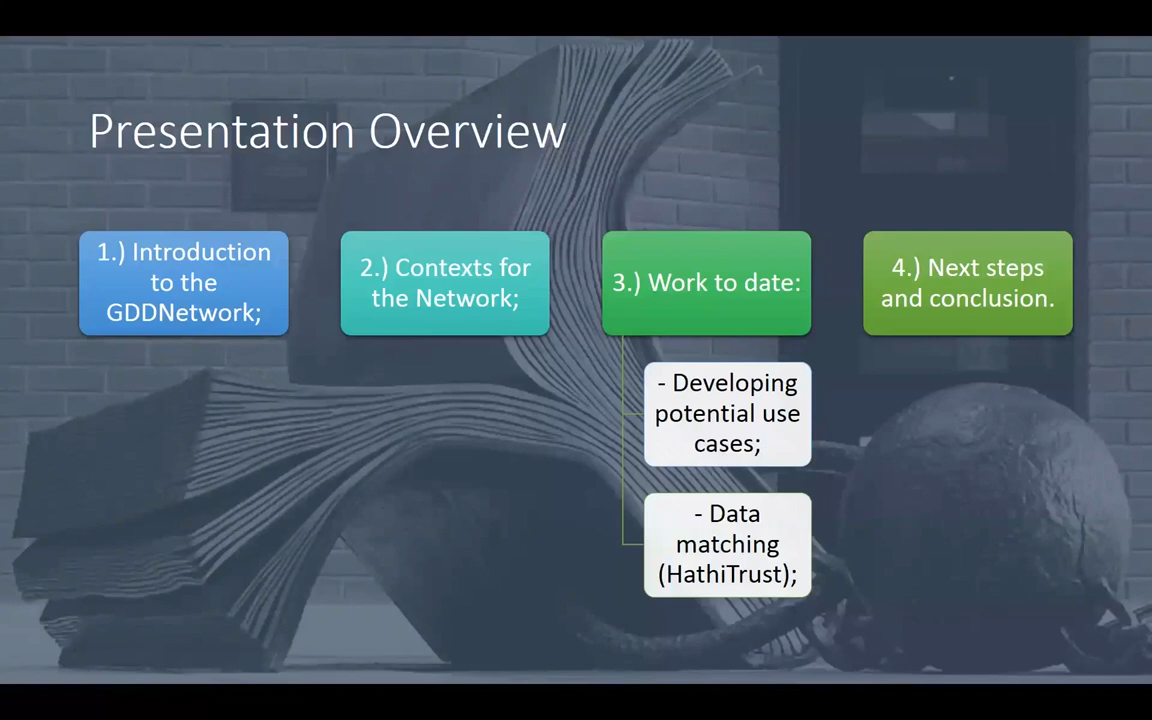 Presentation Overview
1.) Introduction
to the
GDDNetwork;
2.) Contexts for
the Network;
3.) Work to date:
- Developing
potential use
cases;
- Data
matching
(HathiTrust);
4.) Next steps
and conclusion.